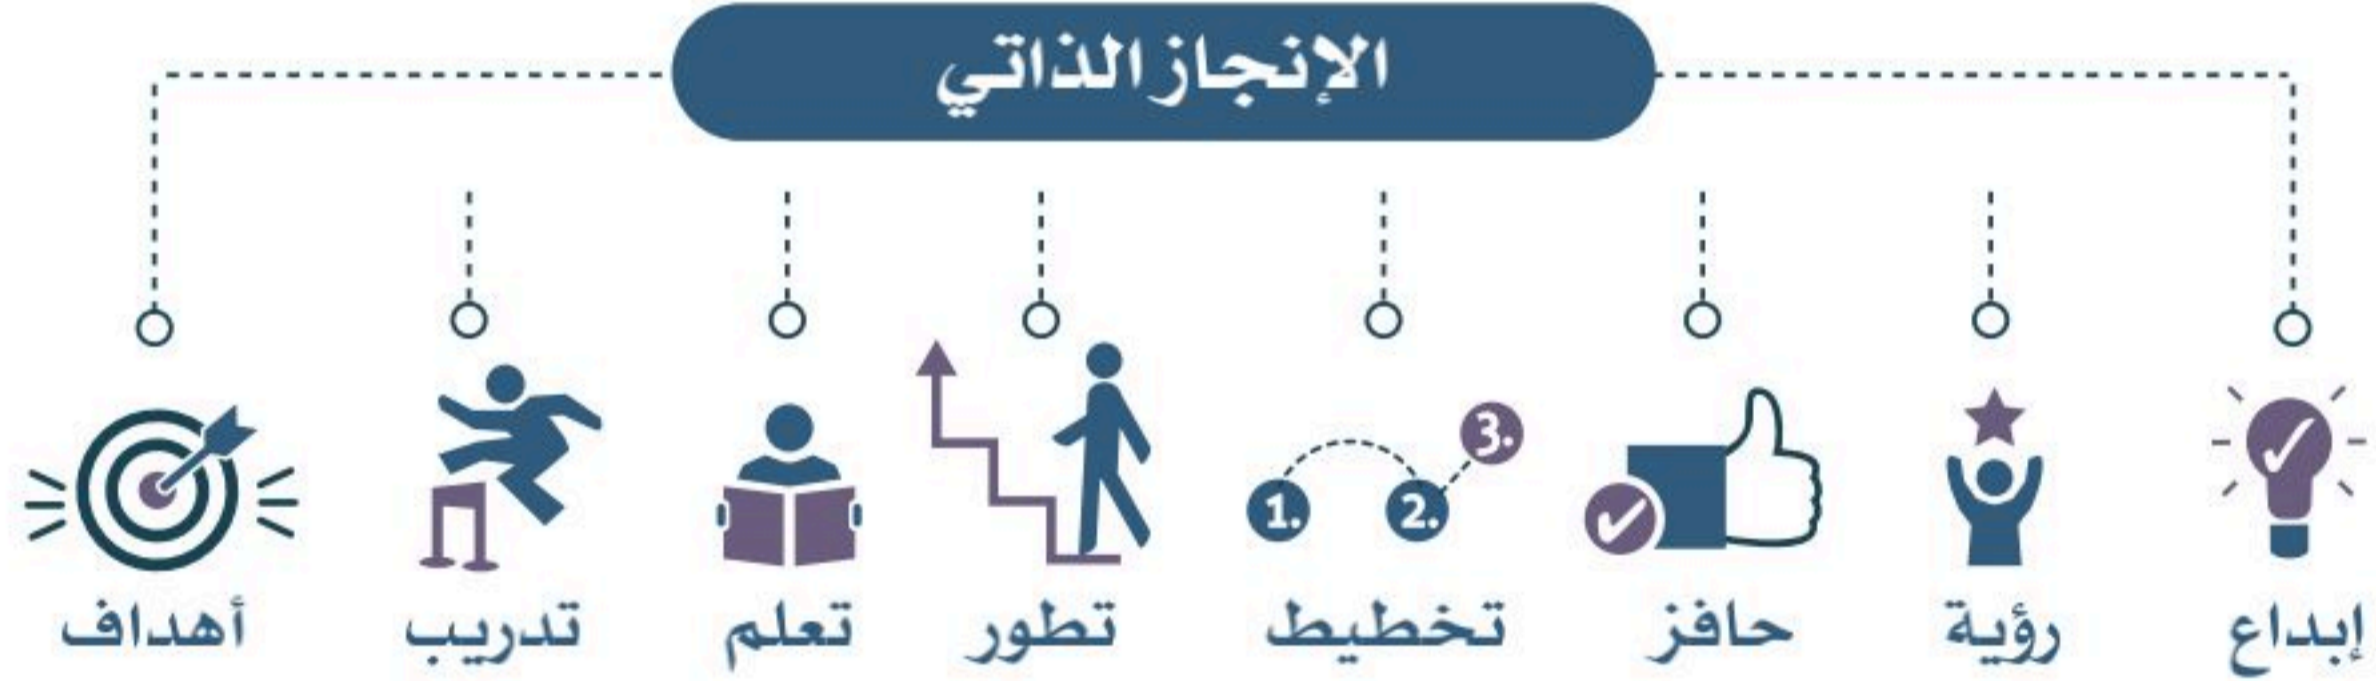 الإنجاز الذاتي
إبداع
رؤية
حافز
تخطيط
1. 2. 3.
تطور
تعلم
تدريب
أهداف